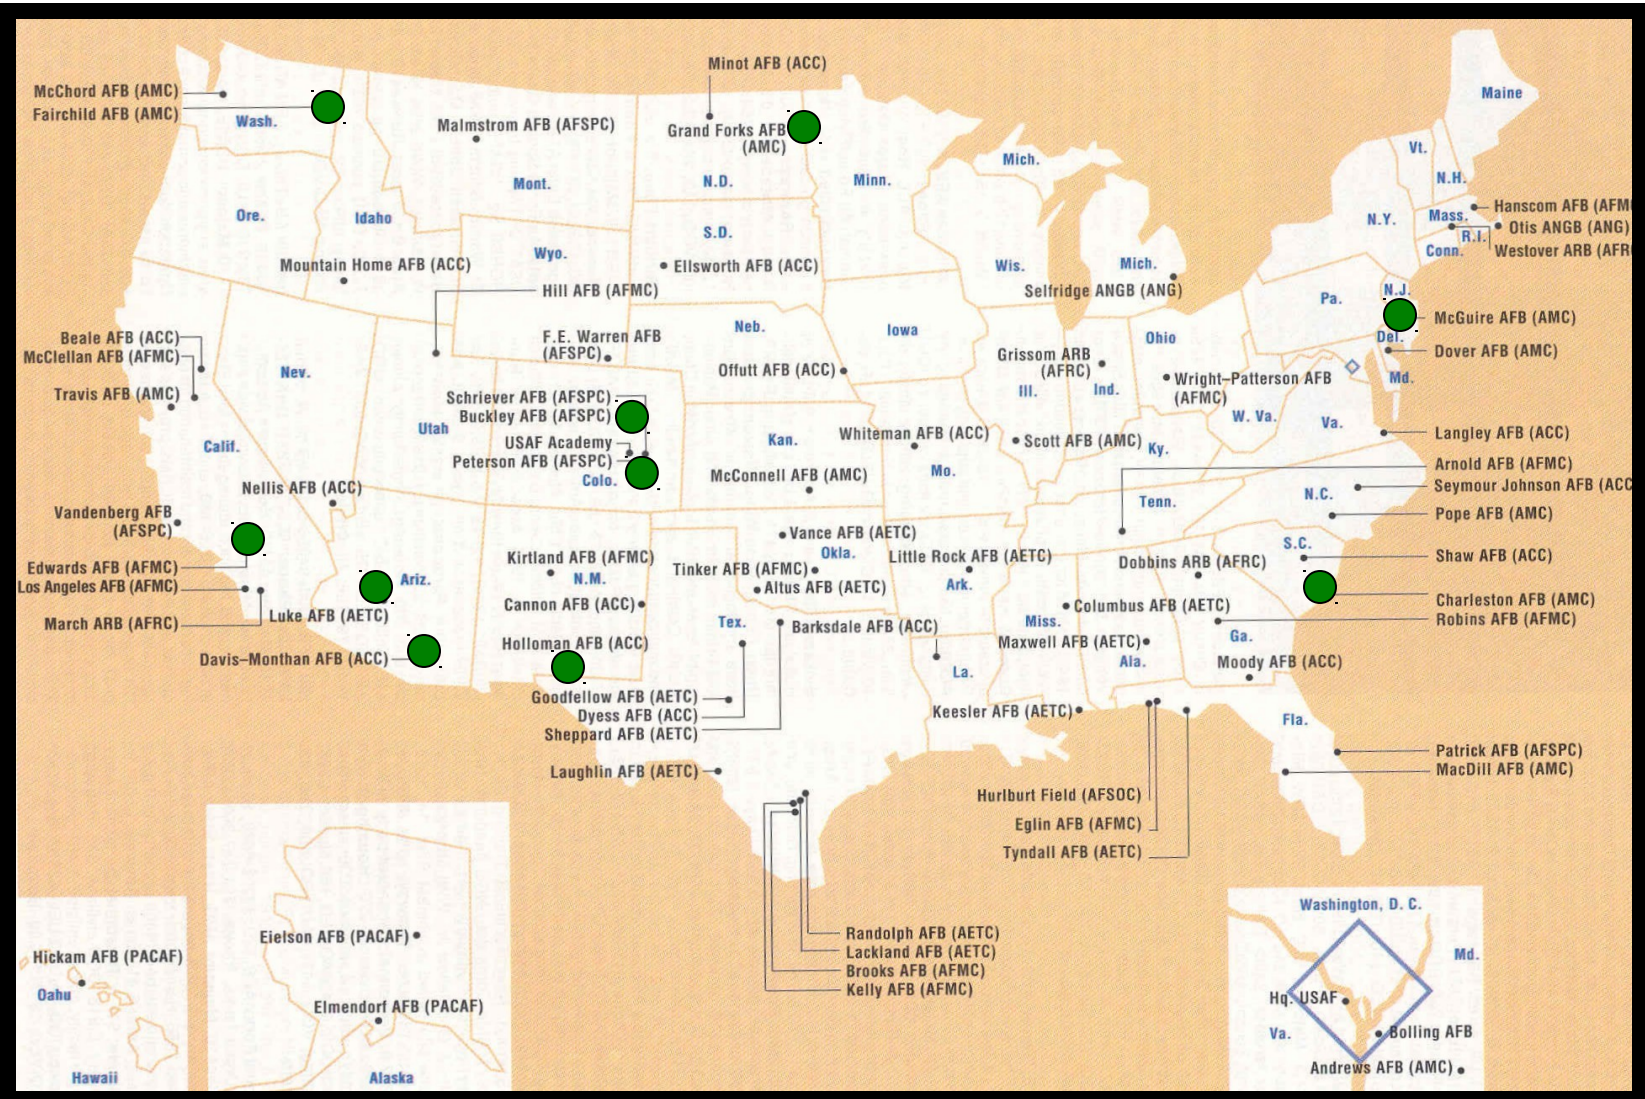 Minot AFB (ACC)
McChord AFB (AMC)
Fairchild AFB (AMC)
Wash.
Malmstrom AFB (AFSPC)
Grand Forks AFB
(AMC)
Maine
Mont.
N.D.
Minn.
Mich.
Vt.
N.H.
Ore.
Idaho
S.D.
N.Y.
Mass.
Hanscom AFB (AFM
Otis ANGB (ANG)
R.I.
Conn.
Westover ARB (AFR
Wyo.
Mountain Home AFB (ACC)
Ellsworth AFB (ACC)
Wis.
Mich.
Selfridge ANGB (ANG)
Hill AFB (AFMC)
Pa.
N.J.
McGuire AFB (AMC)
Neb.
Iowa
Ohio
Del.
Dover AFB (AMC)
Beale AFB (ACC)
McClellan AFB (AFMC)
F.E. Warren AFB
(AFSPC)
Grissom ARB
(AFRC)
Nev.
Offutt AFB (ACC)
Wright–Patterson AFB
(AFMC)
Md.
Travis AFB (AMC)
Schriever AFB (AFSPC)
Buckley AFB (AFSPC)
Ill.
Ind.
W. Va.
Va.
Utah
USAF Academy
Peterson AFB (AFSPC)
Colo.
Kan.
Whiteman AFB (ACC)
Scott AFB (AMC)
Ky.
Langley AFB (ACC)
Calif.
McConnell AFB (AMC)
Mo.
Arnold AFB (AFMC)
Nellis AFB (ACC)
Tenn.
N.C.
Seymour Johnson AFB (ACC
Vandenberg AFB
(AFSPC)
Pope AFB (AMC)
Vance AFB (AETC)
Okla.
S.C.
Edwards AFB (AFMC)
Kirtland AFB (AFMC)
Tinker AFB (AFMC)
Little Rock AFB (AETC)
Dobbins ARB (AFRC)
Shaw AFB (ACC)
Los Angeles AFB (AFMC)
Ariz.
N.M.
Altus AFB (AETC)
Ark.
Luke AFB (AETC)
Cannon AFB (ACC)
Columbus AFB (AETC)
Charleston AFB (AMC)
March ARB (AFRC)
Tex.
Barksdale AFB (ACC)
Miss.
Robins AFB (AFMC)
Holloman AFB (ACC)
Maxwell AFB (AETC)
Ga.
Davis–Monthan AFB (ACC)
La.
Ala.
Moody AFB (ACC)
Goodfellow AFB (AETC)
Dyess AFB (ACC)
Sheppard AFB (AETC)
Keesler AFB (AETC)
Fla.
Laughlin AFB (AETC)
Patrick AFB (AFSPC)
MacDill AFB (AMC)
Hurlburt Field (AFSOC)
Eglin AFB (AFMC)
Tyndall AFB (AETC)
Randolph AFB (AETC)
Lackland AFB (AETC)
Brooks AFB (AFMC)
Kelly AFB (AFMC)
Hickam AFB (PACAF)
Oahu
Hawaii
Eielson AFB (PACAF)
Elmendorf AFB (PACAF)
Alaska
Washington, D. C.
Md.
Hq. USAF
Va.
Bolling AFB
Andrews AFB (AMC)